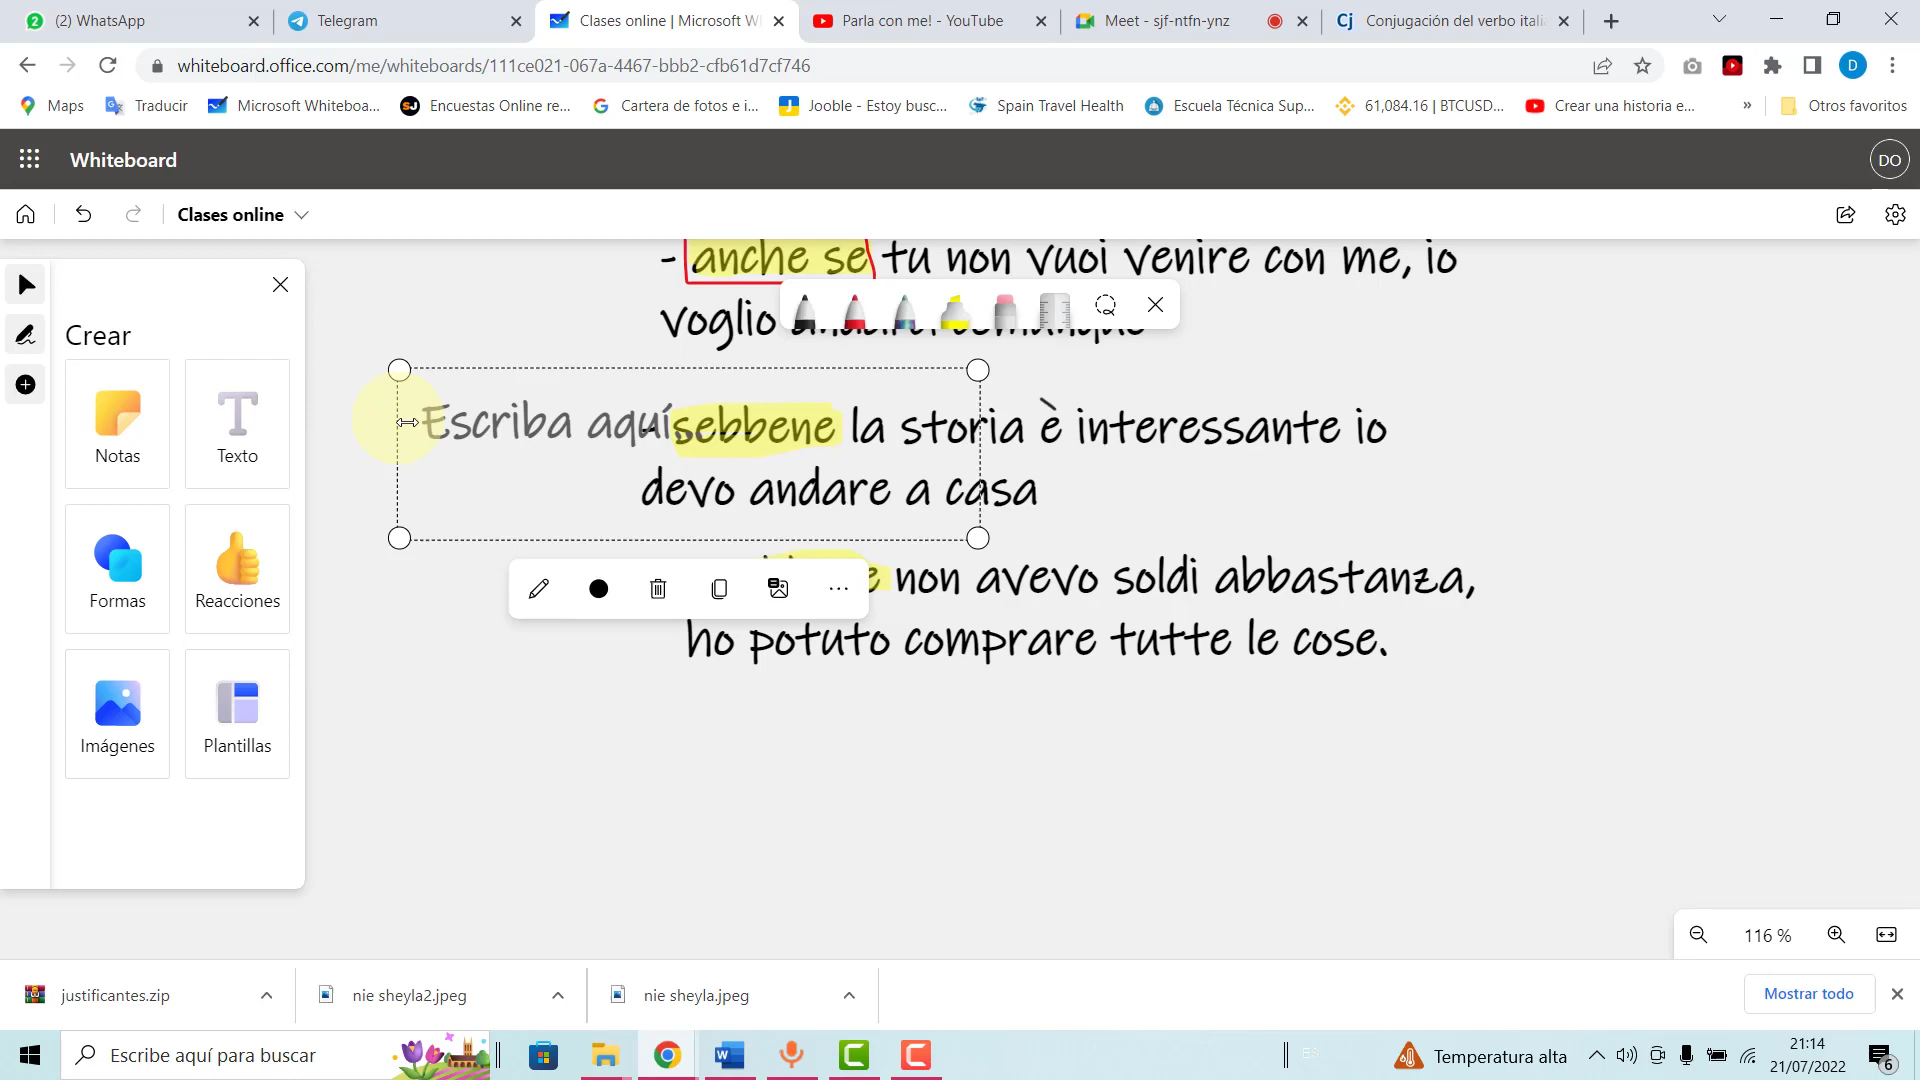 (2) WhatsApp
Telegram
Clases online | Microsoft W
Parla con me! - YouTube
Meet - sjf-ntfn-ynz
Cj Conjugación del verbo itali
whiteboard.office.com/me/whiteboards/111ce021-067a-4467-bbb2-cfb61d7cf746
D
Maps
Traducir
Microsoft Whiteboa...
Encuestas Online re...
Cartera de fotos e i...
Jooble - Estoy busc...
Spain Travel Health
Escuela Técnica Sup...
61,084.16 | BTCUSD...
Crear una historia e...
»
Otros favoritos
Whiteboard
DO
Clases online
- anche se tu non vuoi venire con me, io
voglio
Crear
Escriba aquí...
sebbene la storia è interessante io
devo andare a casa
Notas
Texto
non avevo soldi abbastanza,
ho potuto comprare tutte le cose.
Formas
Reacciones
Imágenes
Plantillas
116 %
justificantes.zip
nie sheyla2.jpeg
nie sheyla.jpeg
Mostrar todo
Escribe aquí para buscar
Temperatura alta
21:14
21/07/2022
6